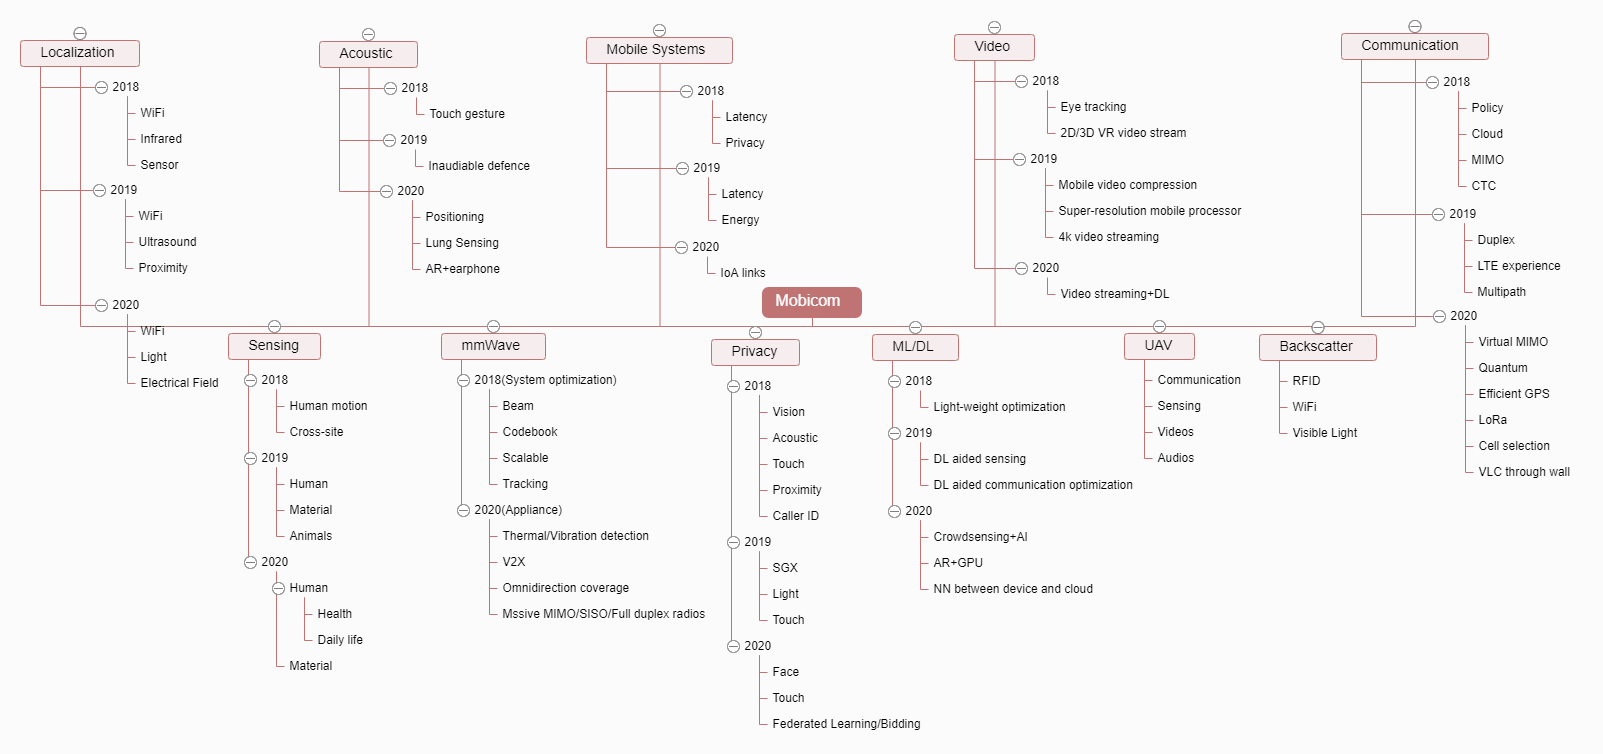 Localization
2018
WiFi
Infrared
Sensor
2019
WiFi
Ultrasound
Proximity
2020
WiFi
Light
Electrical Field
Acoustic
2018
Touch gesture
2019
Inaudiable defence
2020
Positioning
Lung Sensing
AR+earphone
Mobile Systems
2018
Latency
Privacy
2019
Latency
Energy
2020
IoA links
Video
2018
Eye tracking
2D/3D VR video stream
2019
Mobile video compression
Super-resolution mobile processor
4k video streaming
2020
Video streaming+DL
Communication
2018
Policy
Cloud
MIMO
CTC
2019
Duplex
LTE experience
Multipath
2020
Virtual MIMO
Quantum
Efficient GPS
LoRa
Cell selection
VLC through wall
Mobicom
Sensing
2018
Human motion
Cross-site
2019
Human
Material
Animals
2020
Human
Health
Daily life
Material
mmWave
2018(System optimization)
Beam
Codebook
Scalable
Tracking
2020(Appliance)
Thermal/Vibration detection
V2X
Omnidirection coverage
Mssive MIMO/SISO/Full duplex radios
Privacy
2018
Vision
Acoustic
Touch
Proximity
Caller ID
2019
SGX
Light
Touch
2020
Face
Touch
Federated Learning/Bidding
ML/DL
2018
Light-weight optimization
2019
DL aided sensing
DL aided communication optimization
2020
Crowdsensing+AI
AR+GPU
NN between device and cloud
UAV
Communication
Sensing
Videos
Audios
Backscatter
RFID
WiFi
Visible Light